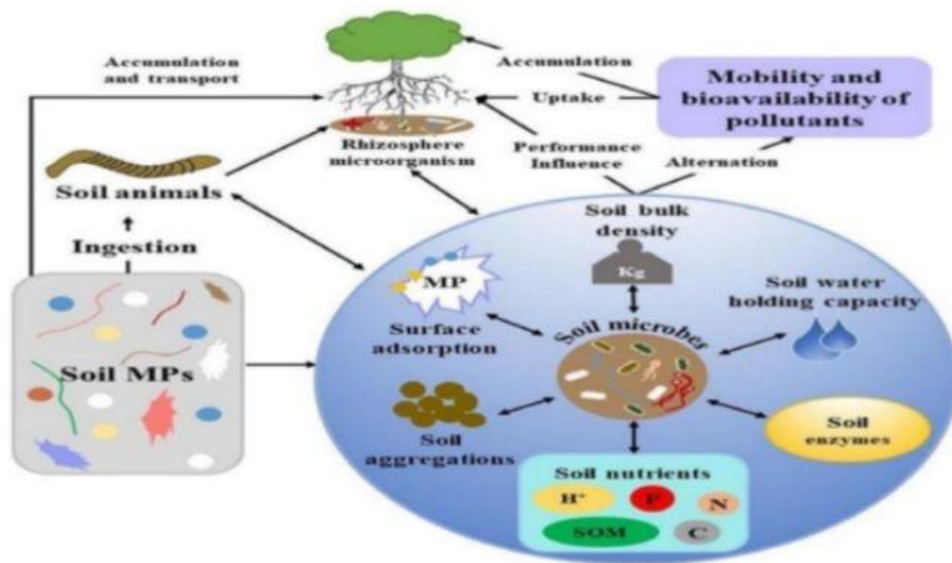 Accumulation
and transport
Accumulation
Uptake
Mobility and
bioavailability of
pollutants
Rhizosphere
microorganism
Performance
Influence
Alternation
Soil animals
Ingestion
Soil MPs
Soil bulk
density
Kg
MP
Surface
adsorption
Soil microbes
Soil water
holding capacity
Soil
aggregations
Soil
enzymes
Soil nutrients
H⁺
P
N
SOM
C